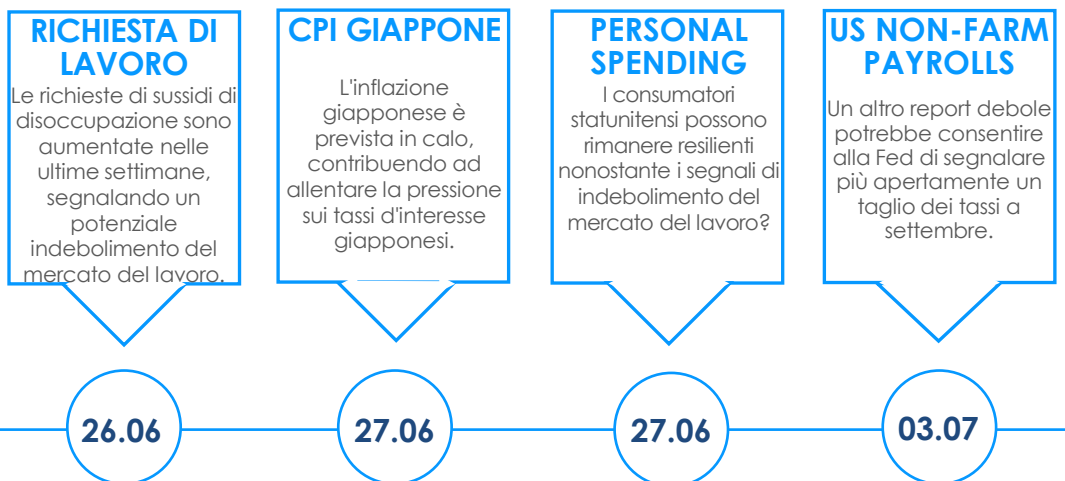 RICHIESTA DI
LAVORO
Le richieste di sussidi di
disoccupazione sono
aumentate nelle
ultime settimane,
segnalando un
potenziale
indebolimento del
mercato del lavoro.
CPI GIAPPONE
L'inflazione
giapponese è
prevista in calo,
contribuendo ad
allentare la pressione
sui tassi d'interesse
giapponesi.
PERSONAL
SPENDING
I consumatori
statunitensi possono
rimanere resilienti
nonostante i segnali di
indebolimento del
mercato del lavoro?
US NON-FARM
PAYROLLS
Un altro report debole
potrebbe consentire
alla Fed di segnalare
più apertamente un
taglio dei tassi a
settembre.
26.06
27.06
27.06
03.07